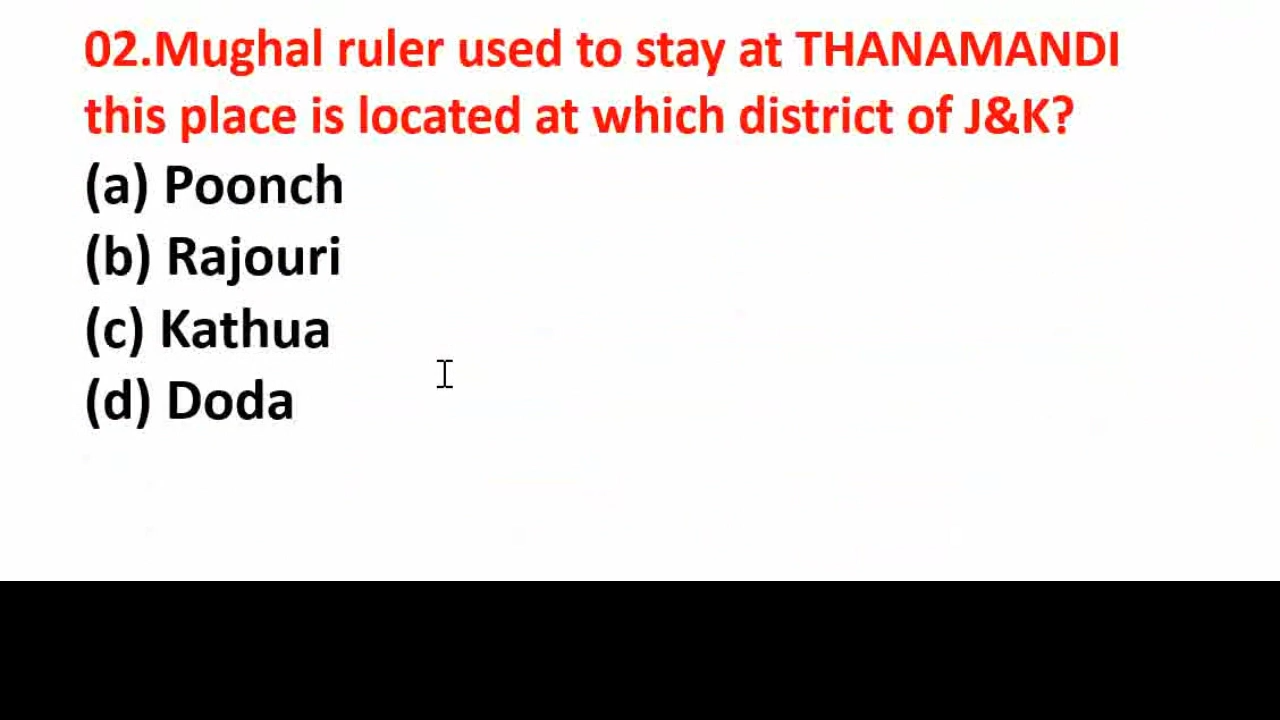 02.Mughal ruler used to stay at THANAMANDI
this place is located at which district of J&K?
(a) Poonch
(b) Rajouri
(c) Kathua
(d) Doda